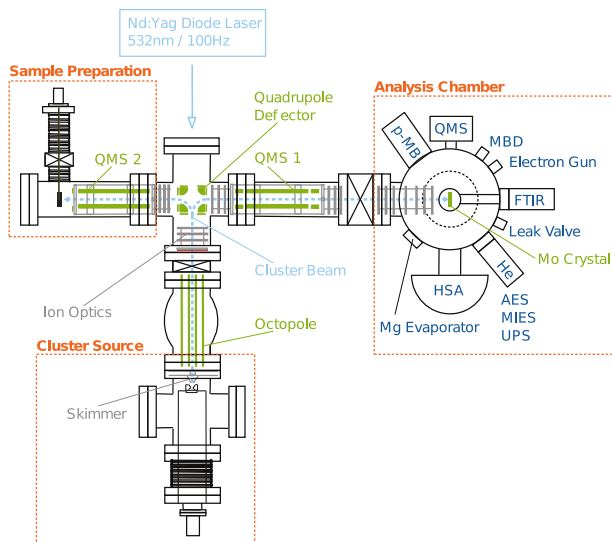 Nd:Yag Diode Laser
532nm / 100Hz
Sample Preparation
Quadrupole
Deflector
Analysis Chamber
QMS 2
QMS 1
p-MB
QMS
MBD
Electron Gun
FTIR
Leak Valve
Mo Crystal
He
HSA
AES
MIES
UPS
Mg Evaporator
Cluster Beam
Ion Optics
Octopole
Cluster Source
Skimmer